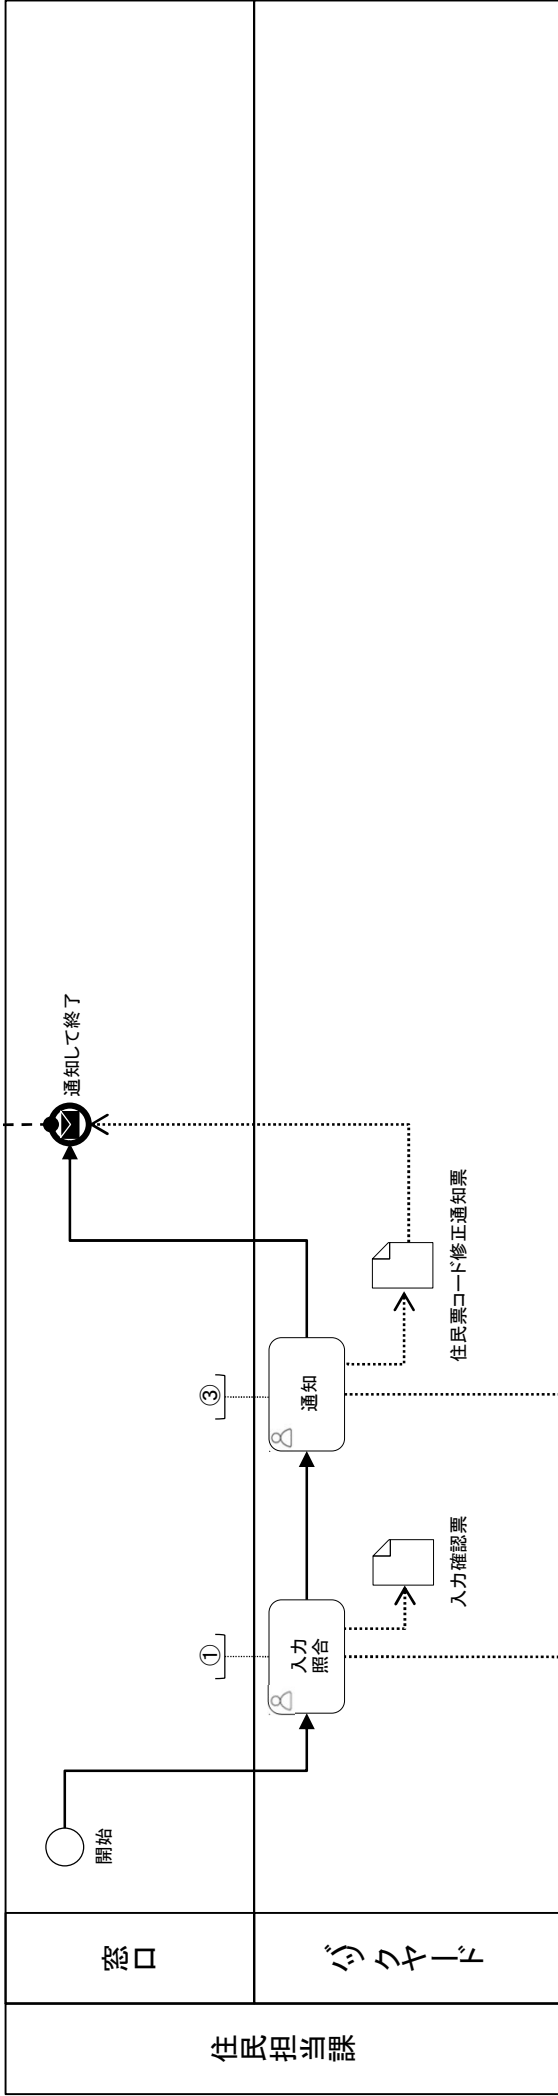 住民担当課
窓口
バックヤード
開始
①
入力
照合
入力確認票
③
通知
住民票コード修正通知票
通知して終了